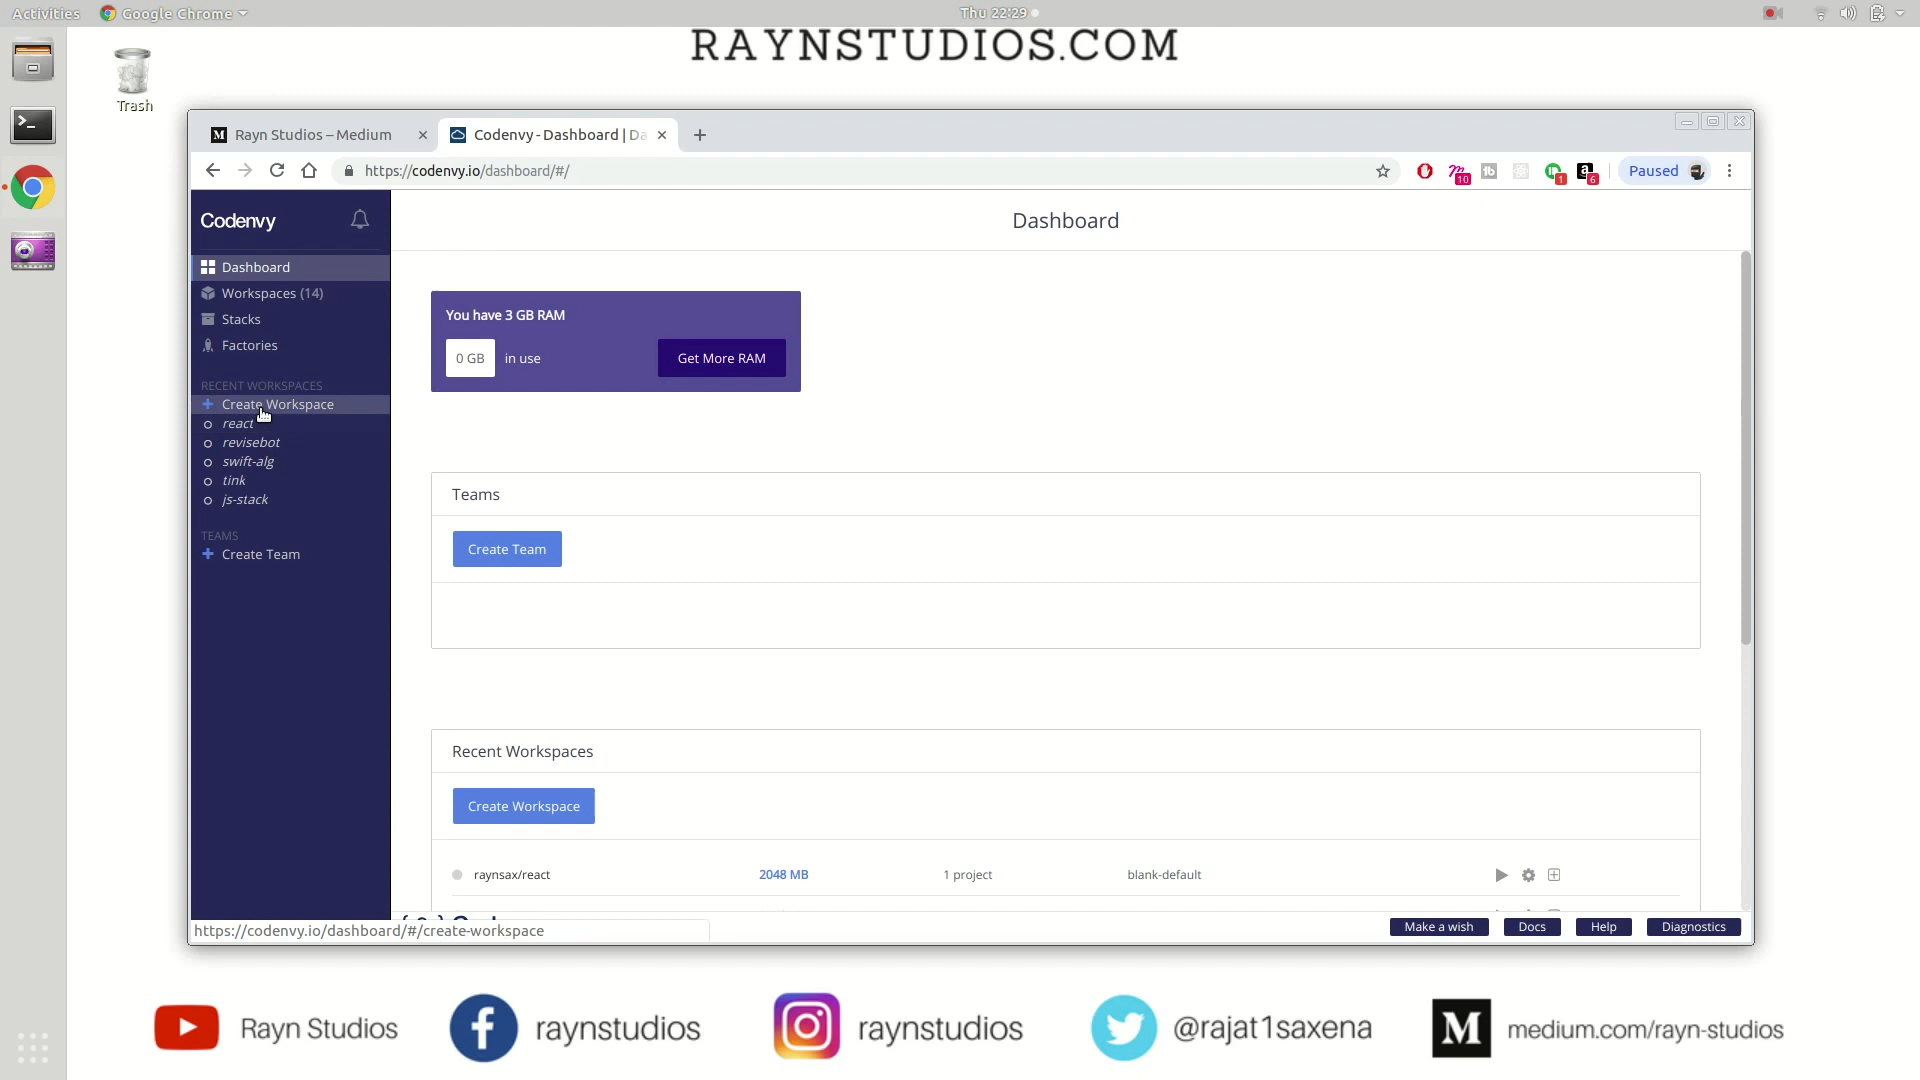 Activities
Google Chrome
Thu 22:29
RAYNSTUDIOS.COM
Trash
Rayn Studios – Medium
Codenvy - Dashboard | Da
https://codenvy.io/dashboard/#/
10
1
6
Paused
Codenvy
Dashboard
Dashboard
Workspaces (14)
Stacks
Factories
RECENT WORKSPACES
Create Workspace
react
revisebot
swift-alg
tink
js-stack
TEAMS
Create Team
You have 3 GB RAM
0 GB in use
Get More RAM
Teams
Create Team
Recent Workspaces
Create Workspace
raynsax/react 2048 MB 1 project blank-default
https://codenvy.io/dashboard/#/create-workspace
Make a wish
Docs
Help
Diagnostics
Rayn Studios
raynstudios
raynstudios
@rajat1saxena
M
medium.com/rayn-studios